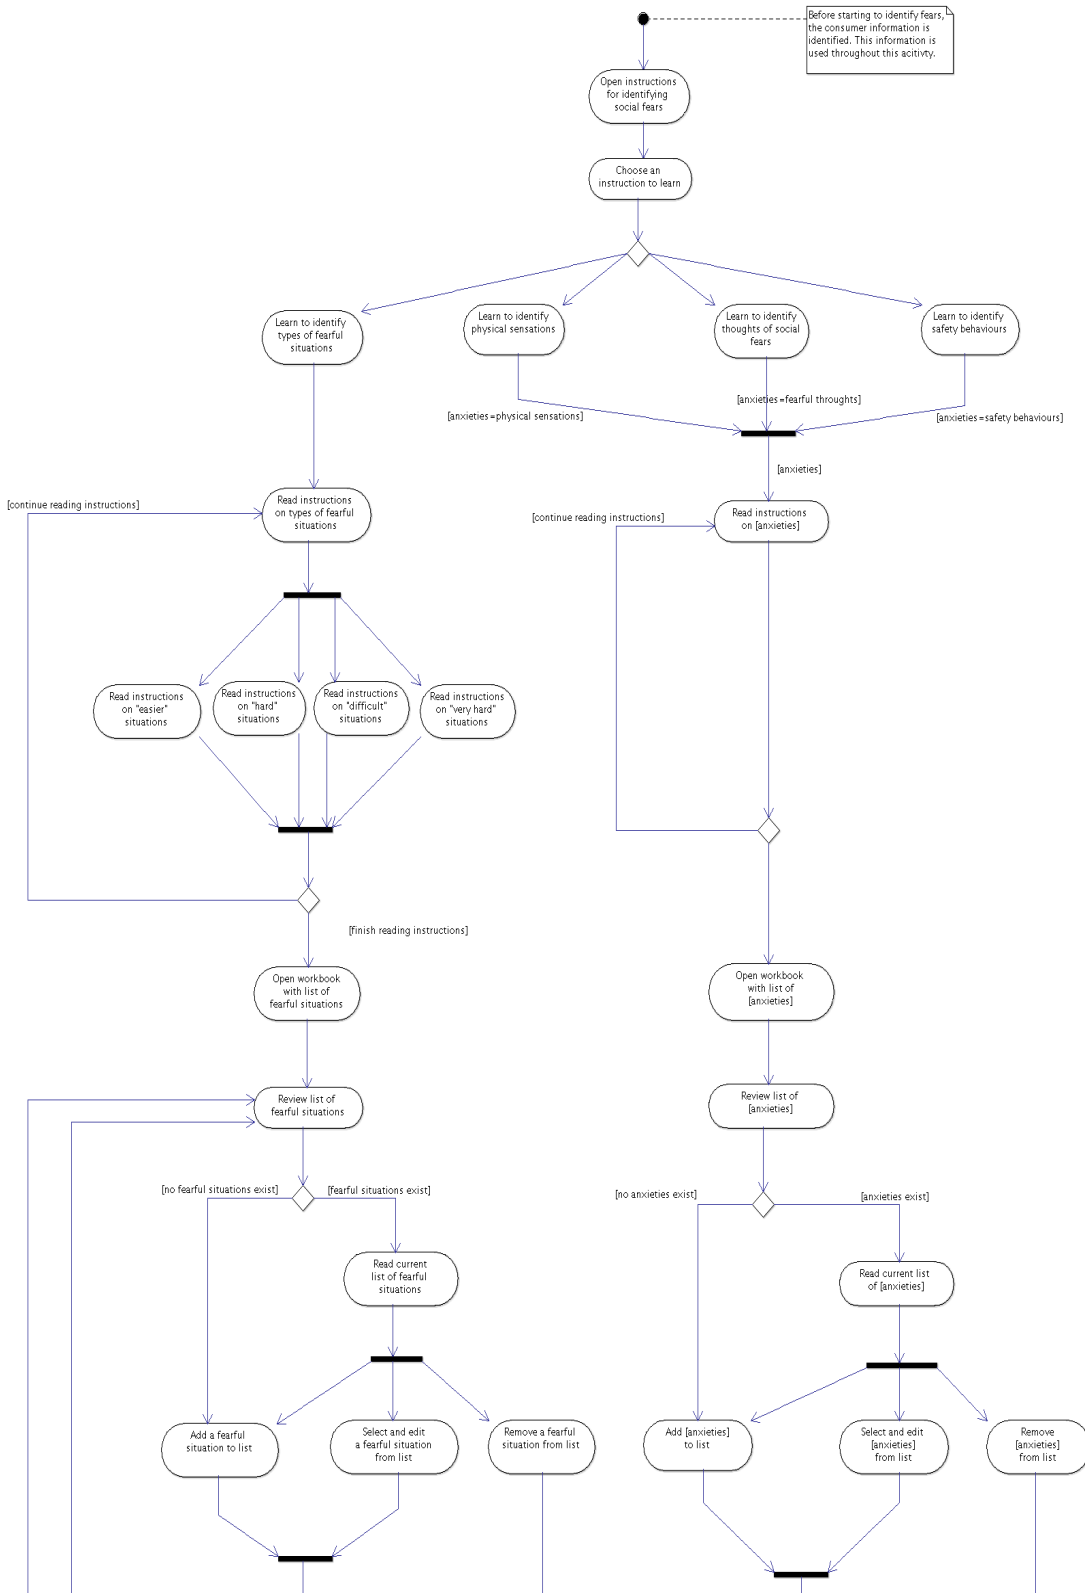 Before starting to identify fears,
the consumer information is
identified. This information is
used throughout this acitivty.
Open instructions
for identifying
social fears
Choose an
instruction to learn
Learn to identify
types of fearful
situations
Learn to identify
physical sensations
Learn to identify
thoughts of social
fears
Learn to identify
safety behaviours
[anxieties=physical sensations]
[anxieties=fearful throughts]
[anxieties=safety behaviours]
[anxieties]
[continue reading instructions]
Read instructions
on types of fearful
situations
[continue reading instructions]
Read instructions
on [anxieties]
Read instructions
on "easier"
situations
Read instructions
on "hard"
situations
Read instructions
on "difficult"
situations
Read instructions
on "very hard"
situations
[finish reading instructions]
Open workbook
with list of
fearful situations
Open workbook
with list of
[anxieties]
Review list of
fearful situations
Review list of
[anxieties]
[no fearful situations exist]
[fearful situations exist]
[no anxieties exist]
[anxieties exist]
Read current
list of fearful
situations
Read current list
of [anxieties]
Add a fearful
situation to list
Select and edit
a fearful situation
from list
Remove a fearful
situation from list
Add [anxieties]
to list
Select and edit
[anxieties]
from list
Remove
[anxieties]
from list